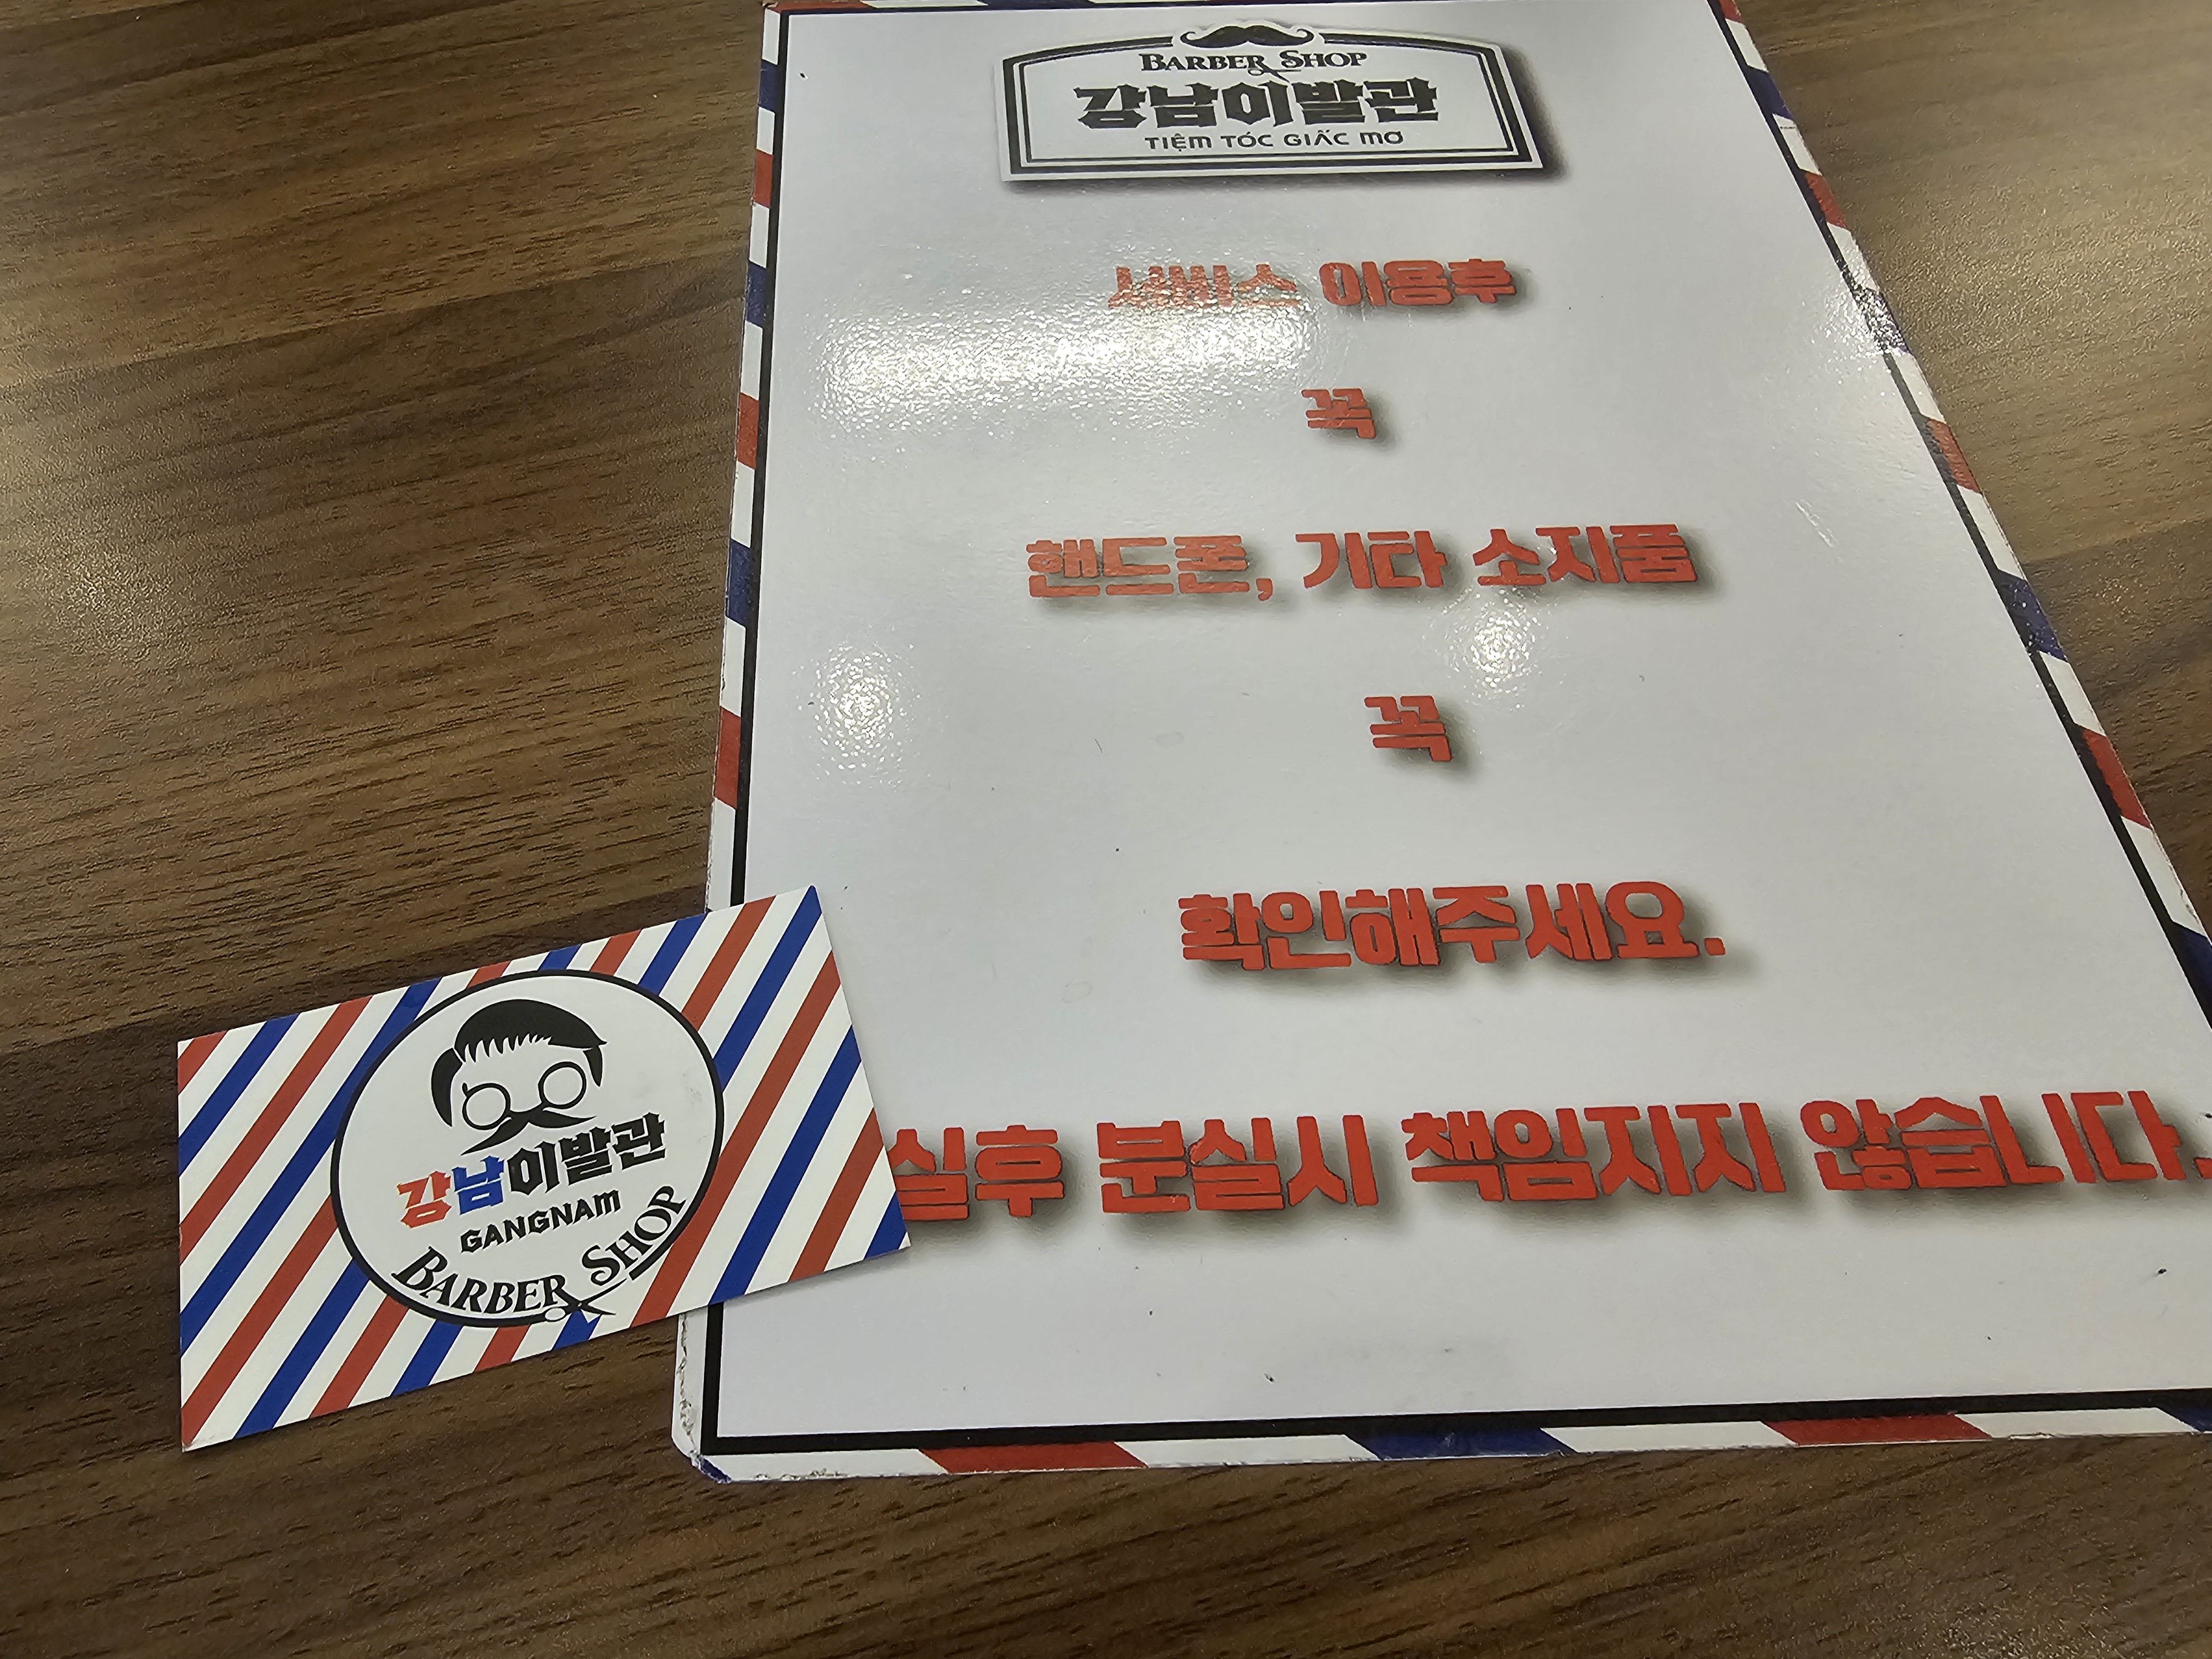 BARBER SHOP
강남이발관
TIỆM TÓC GIẤC MƠ
서비스 이용후
꼭
핸드폰, 기타 소지품
꼭
확인해주세요.
실후 분실시 책임지지 않습니다.
강남이발관
GANGNAM
BARBER SHOP